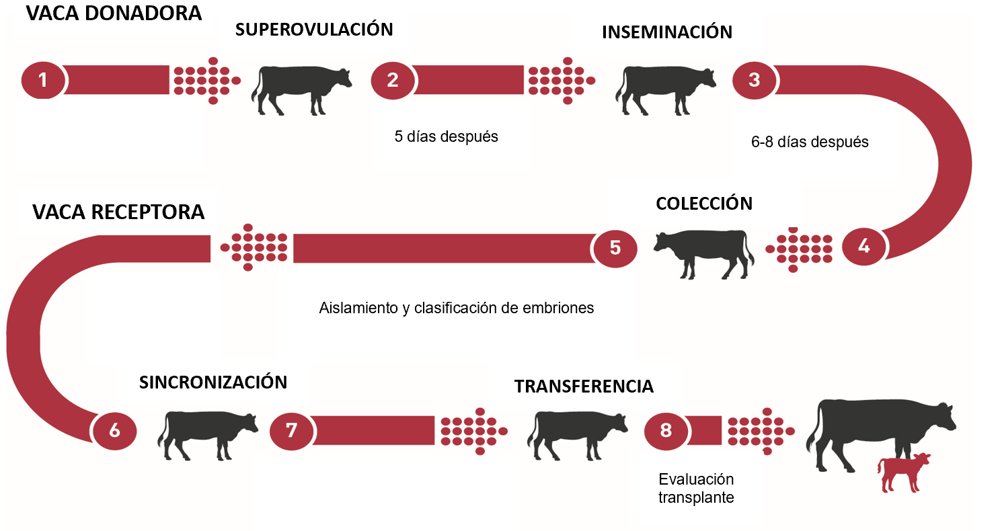 VACA DONADORA
SUPEROVULACIÓN
INSEMINACIÓN
1
2
3
5 días después
6-8 días después
VACA RECEPTORA
COLECCIÓN
5
4
Aislamiento y clasificación de embriones
SINCRONIZACIÓN
TRANSFERENCIA
6
7
8
Evaluación
transplante